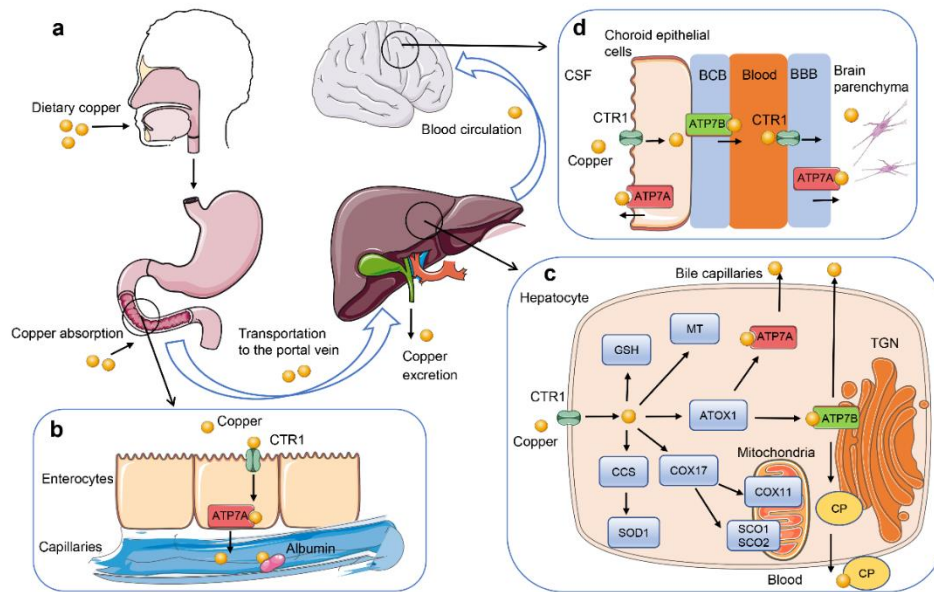 a
Dietary copper
Blood circulation
Copper absorption
Transportation
to the portal vein
Copper
excretion
b
Copper
CTR1
Enterocytes
ATP7A
Capillaries
Albumin
d
Choroid epithelial
cells
CSF
BCB
Blood
BBB
Brain
parenchyma
CTR1
ATP7B
CTR1
Copper
ATP7A
ATP7A
c
Bile capillaries
Hepatocyte
MT
ATP7A
TGN
GSH
CTR1
Copper
ATOX1
ATP7B
CCS
COX17
Mitochondria
COX11
CP
SOD1
SCO1
SCO2
Blood
CP